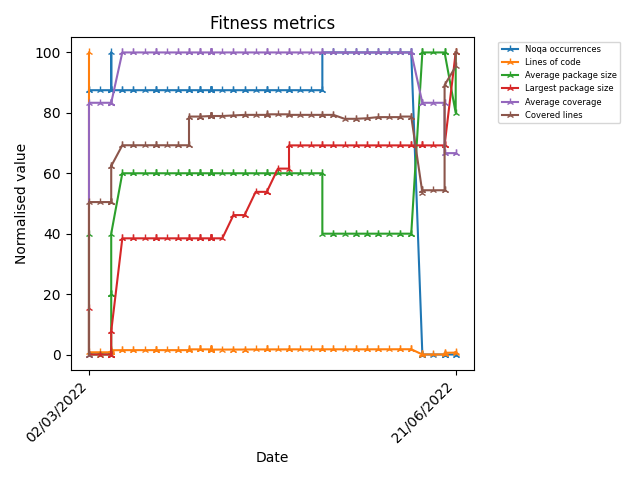 Fitness metrics
Normalised value
100
80
60
40
20
0
02/03/2022
21/06/2022
Date
Noqa occurrences
Lines of code
Average package size
Largest package size
Average coverage
Covered lines